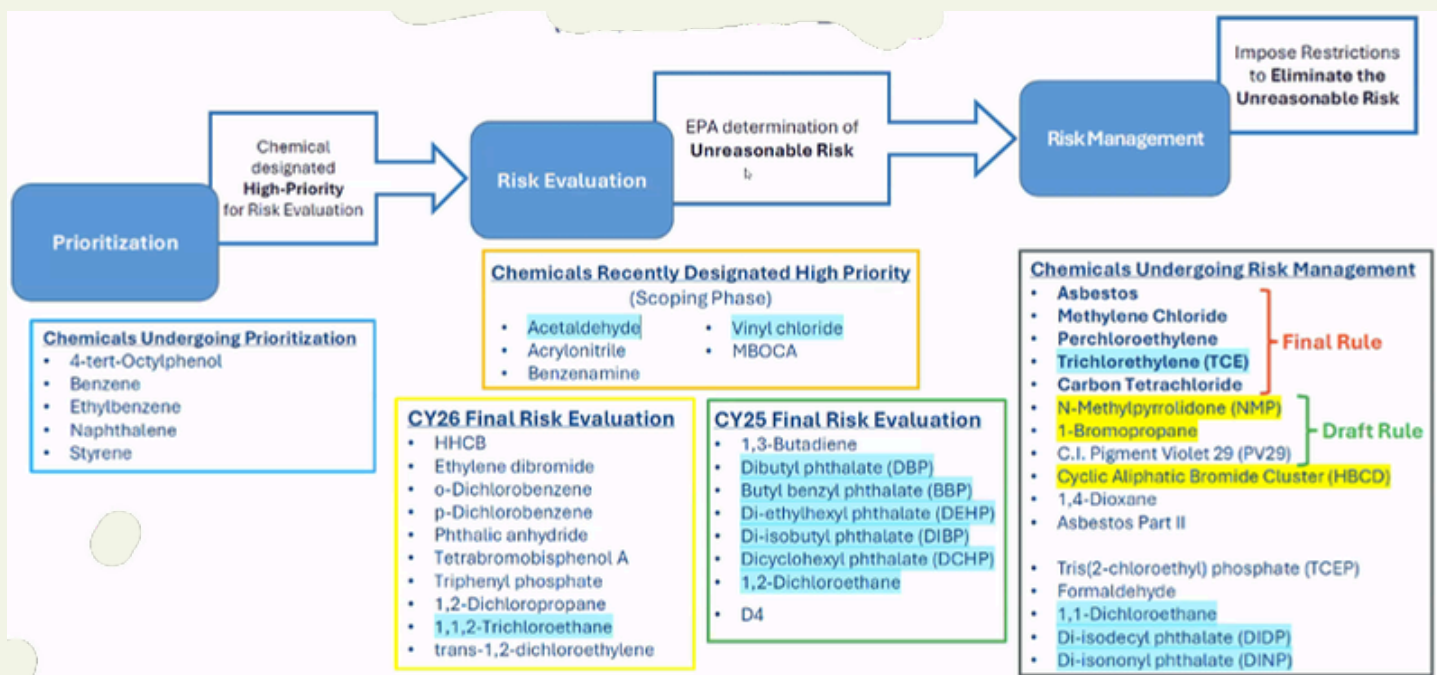 Impose Restrictions
to Eliminate the
Unreasonable Risk
EPA determination of
Unreasonable Risk
Risk Management
Chemical
designated
High-Priority
for Risk Evaluation
Risk Evaluation
Prioritization
Chemicals Undergoing Prioritization
• 4-tert-Octylphenol
• Benzene
• Ethylbenzene
• Naphthalene
• Styrene
Chemicals Recently Designated High Priority
(Scoping Phase)
• Acetaldehyde
• Acrylonitrile
• Benzenamine
• Vinyl chloride
• MBOCA
CY26 Final Risk Evaluation
• HHCB
• Ethylene dibromide
• o-Dichlorobenzene
• p-Dichlorobenzene
• Phthalic anhydride
• Tetrabromobisphenol A
• Triphenyl phosphate
• 1,2-Dichloropropane
• 1,1,2-Trichloroethane
• trans-1,2-dichloroethylene
CY25 Final Risk Evaluation
• 1,3-Butadiene
• Dibutyl phthalate (DBP)
• Butyl benzyl phthalate (BBP)
• Di-ethylhexyl phthalate (DEHP)
• Di-isobutyl phthalate (DIBP)
• Dicyclohexyl phthalate (DCHP)
• 1,2-Dichloroethane
• D4
Chemicals Undergoing Risk Management
• Asbestos
• Methylene Chloride
• Perchloroethylene
• Trichlorethylene (TCE)
• Carbon Tetrachloride
Final Rule
• N-Methylpyrrolidone (NMP)
• 1-Bromopropane
• C.I. Pigment Violet 29 (PV29)
Draft Rule
• Cyclic Aliphatic Bromide Cluster (HBCD)
• 1,4-Dioxane
• Asbestos Part II
• Tris(2-chloroethyl) phosphate (TCEP)
• Formaldehyde
• 1,1-Dichloroethane
• Di-isodecyl phthalate (DIDP)
• Di-isononyl phthalate (DINP)